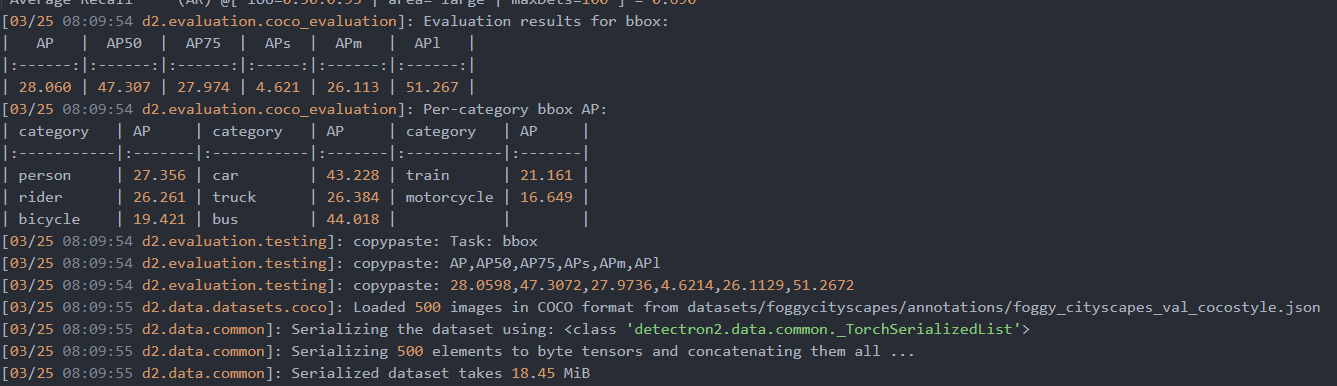 Average Recall     (AR) @[ IoU=0.50:0.95 | area= large | maxDets=100 ] = 0.690
[03/25 08:09:54 d2.evaluation.coco_evaluation]: Evaluation results for bbox:
|   AP   |  AP50  |  AP75  |  APs  |  APm   |  APl   |
|:------:|:------:|:------:|:-----:|:------:|:------:|
| 28.060 | 47.307 | 27.974 | 4.621 | 26.113 | 51.267 |
[03/25 08:09:54 d2.evaluation.coco_evaluation]: Per-category bbox AP:
| category   | AP     | category   | AP     | category   | AP     |
|:-----------|:-------|:-----------|:-------|:-----------|:-------|
| person     | 27.356 | car        | 43.228 | train      | 21.161 |
| rider      | 26.261 | truck      | 26.384 | motorcycle | 16.649 |
| bicycle    | 19.421 | bus        | 44.018 |            |        |
[03/25 08:09:54 d2.evaluation.testing]: copypaste: Task: bbox
[03/25 08:09:54 d2.evaluation.testing]: copypaste: AP,AP50,AP75,APs,APm,APl
[03/25 08:09:54 d2.evaluation.testing]: copypaste: 28.0598,47.3072,27.9736,4.6214,26.1129,51.2672
[03/25 08:09:55 d2.data.datasets.coco]: Loaded 500 images in COCO format from datasets/foggycityscapes/annotations/foggy_cityscapes_val_cocostyle.json
[03/25 08:09:55 d2.data.common]: Serializing the dataset using: <class 'detectron2.data.common._TorchSerializedList'>
[03/25 08:09:55 d2.data.common]: Serializing 500 elements to byte tensors and concatenating them all ...
[03/25 08:09:55 d2.data.common]: Serialized dataset takes 18.45 MiB